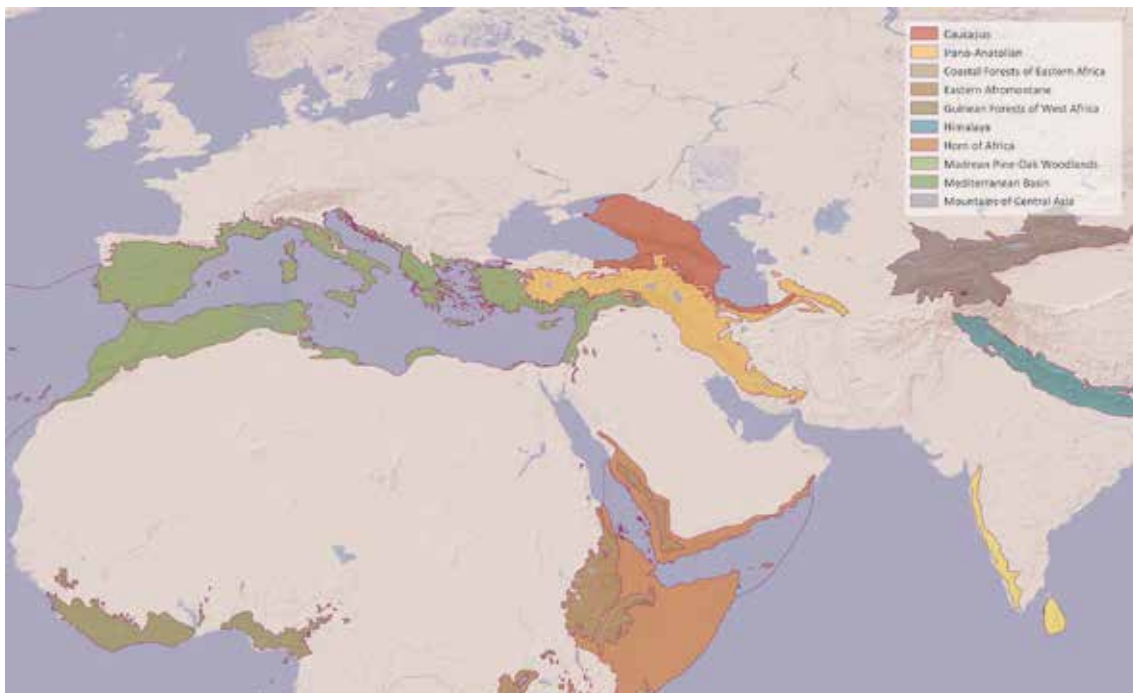 Caucasus
Irano-Anatolian
Coastal Forests of Eastern Africa
Eastern Afromontane
Guinean Forests of West Africa
Himalaya
Horn of Africa
Madrean Pine-Oak Woodlands
Mediterranean Basin
Mountains of Central Asia